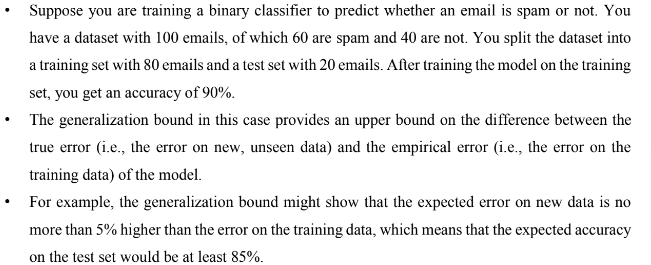 • Suppose you are training a binary classifier to predict whether an email is spam or not. You
have a dataset with 100 emails, of which 60 are spam and 40 are not. You split the dataset into
a training set with 80 emails and a test set with 20 emails. After training the model on the training
set, you get an accuracy of 90%.
• The generalization bound in this case provides an upper bound on the difference between the
true error (i.e., the error on new, unseen data) and the empirical error (i.e., the error on the
training data) of the model.
• For example, the generalization bound might show that the expected error on new data is no
more than 5% higher than the error on the training data, which means that the expected accuracy
on the test set would be at least 85%.